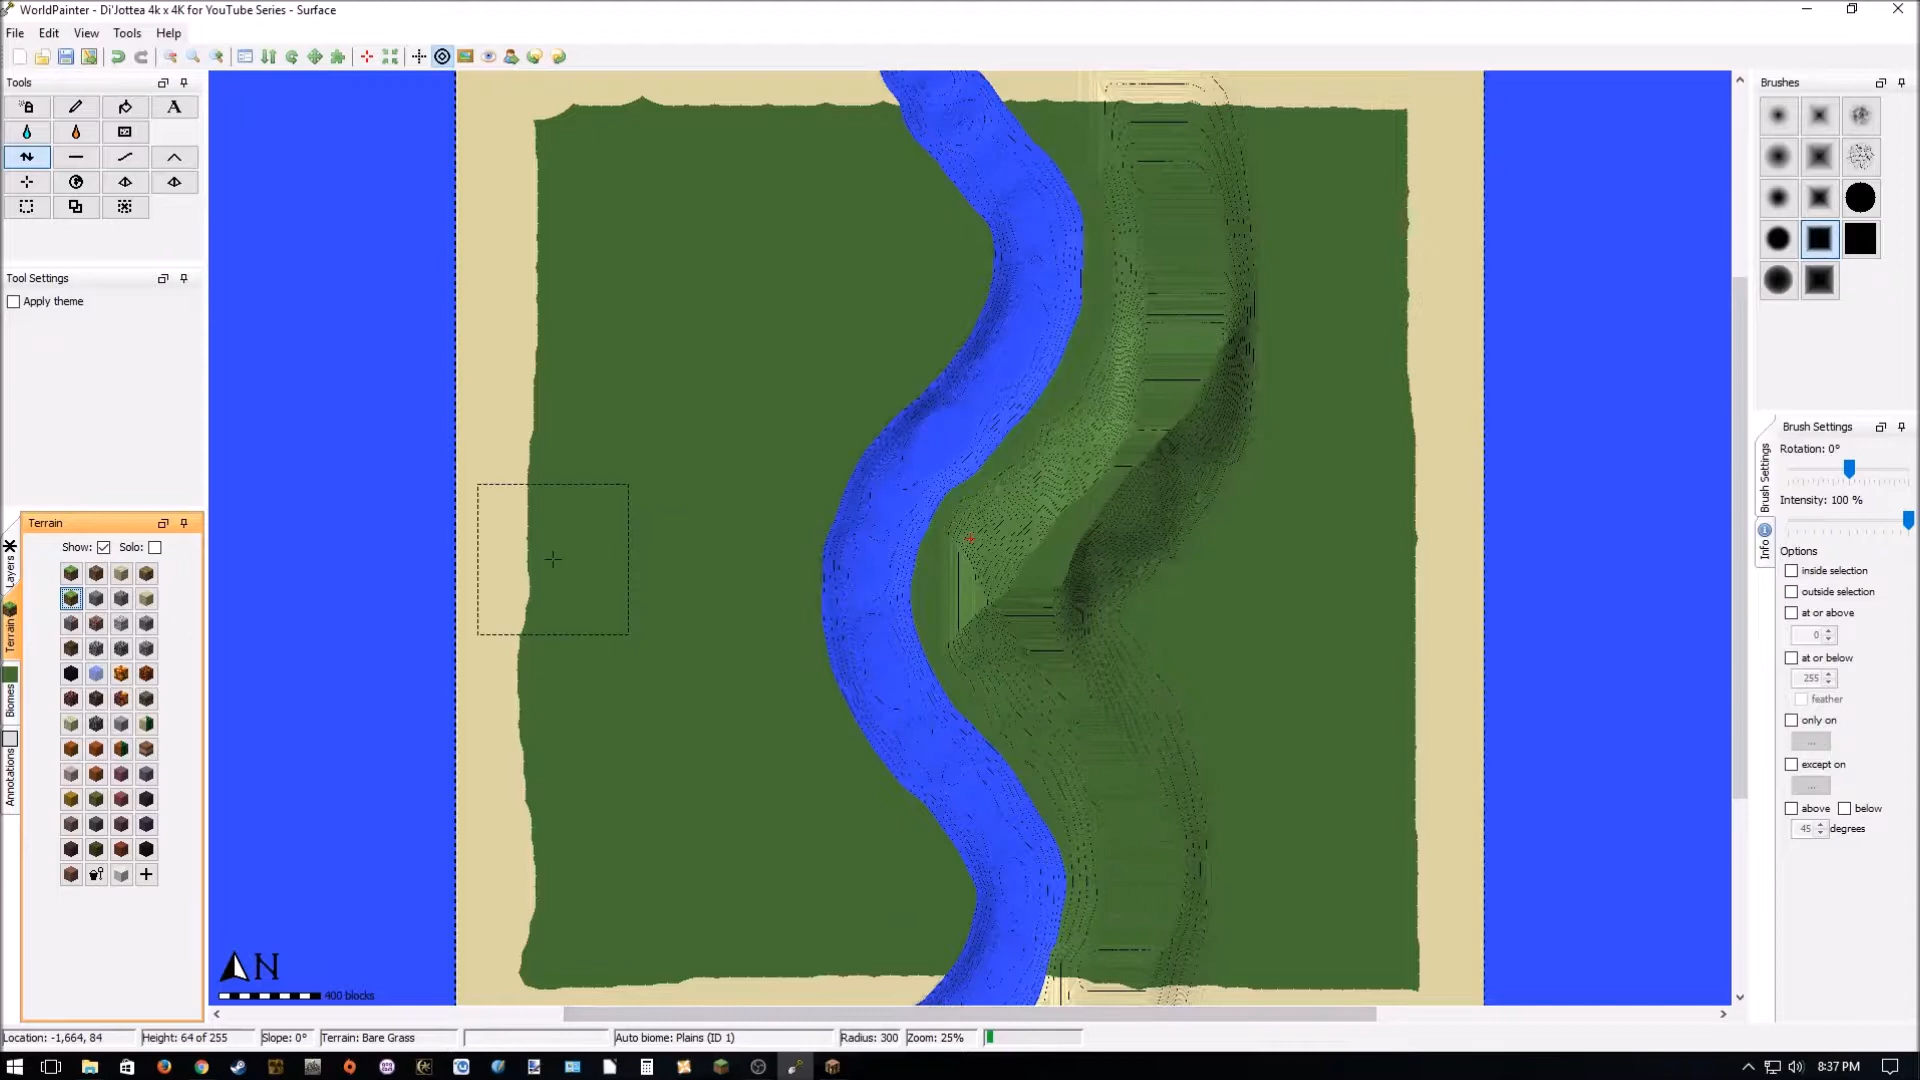 WorldPainter - Di'Jottea 4k x 4K for YouTube Series - Surface
File Edit View Tools Help
Tools
Tool Settings
Apply theme
Terrain
Show: Solo:
Layers
Terrain
Biomes
Annotations
N
400 blocks
Brushes
Brush Settings
Info
Brush Settings
Rotation: 0°
Intensity: 100 %
Options
inside selection
outside selection
at or above
0
at or below
255
feather
only on
...
except on
...
above below
45 degrees
Location: -1,664, 84 Height: 64 of 255 Slope: 0° Terrain: Bare Grass Auto biome: Plains (ID 1) Radius: 300 Zoom: 25%
8:37 PM